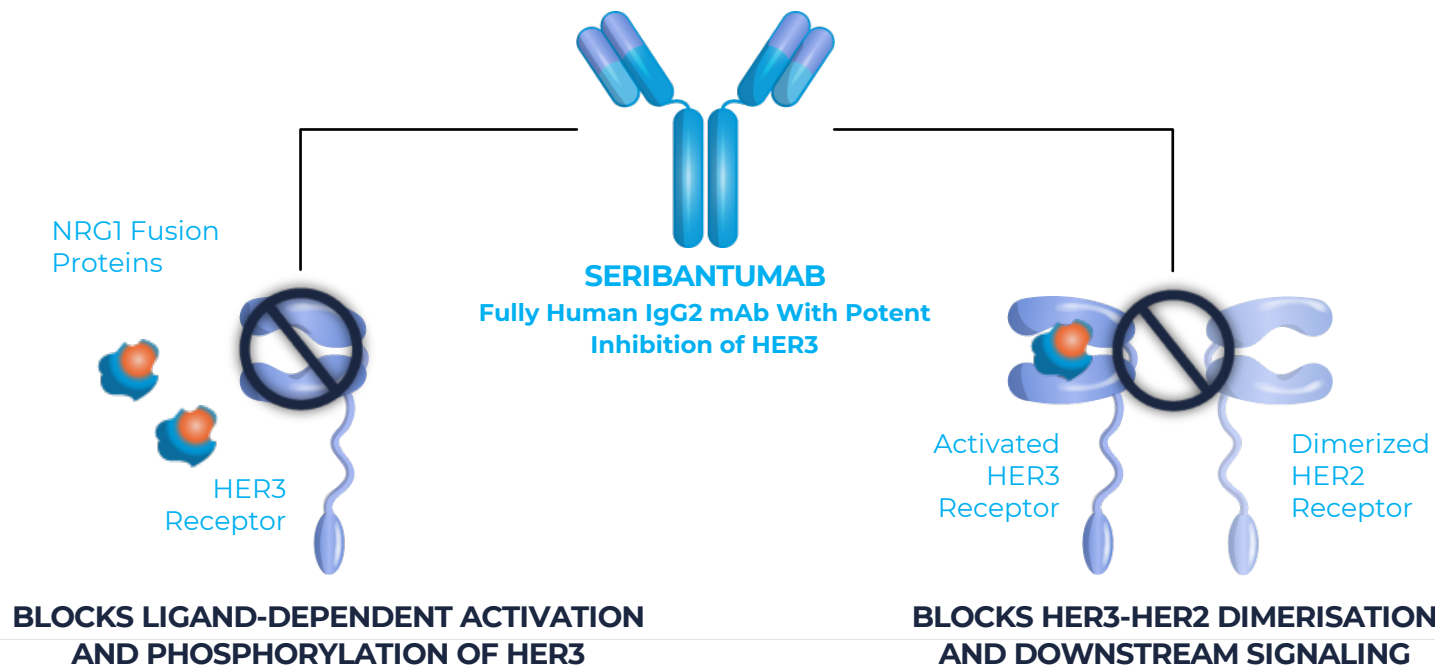 NRG1 Fusion
Proteins
SERIBANTUMAB
Fully Human IgG2 mAb With Potent
Inhibition of HER3
HER3
Receptor
Activated
HER3
Receptor
Dimerized
HER2
Receptor
BLOCKS LIGAND-DEPENDENT ACTIVATION
AND PHOSPHORYLATION OF HER3
BLOCKS HER3-HER2 DIMERISATION
AND DOWNSTREAM SIGNALING